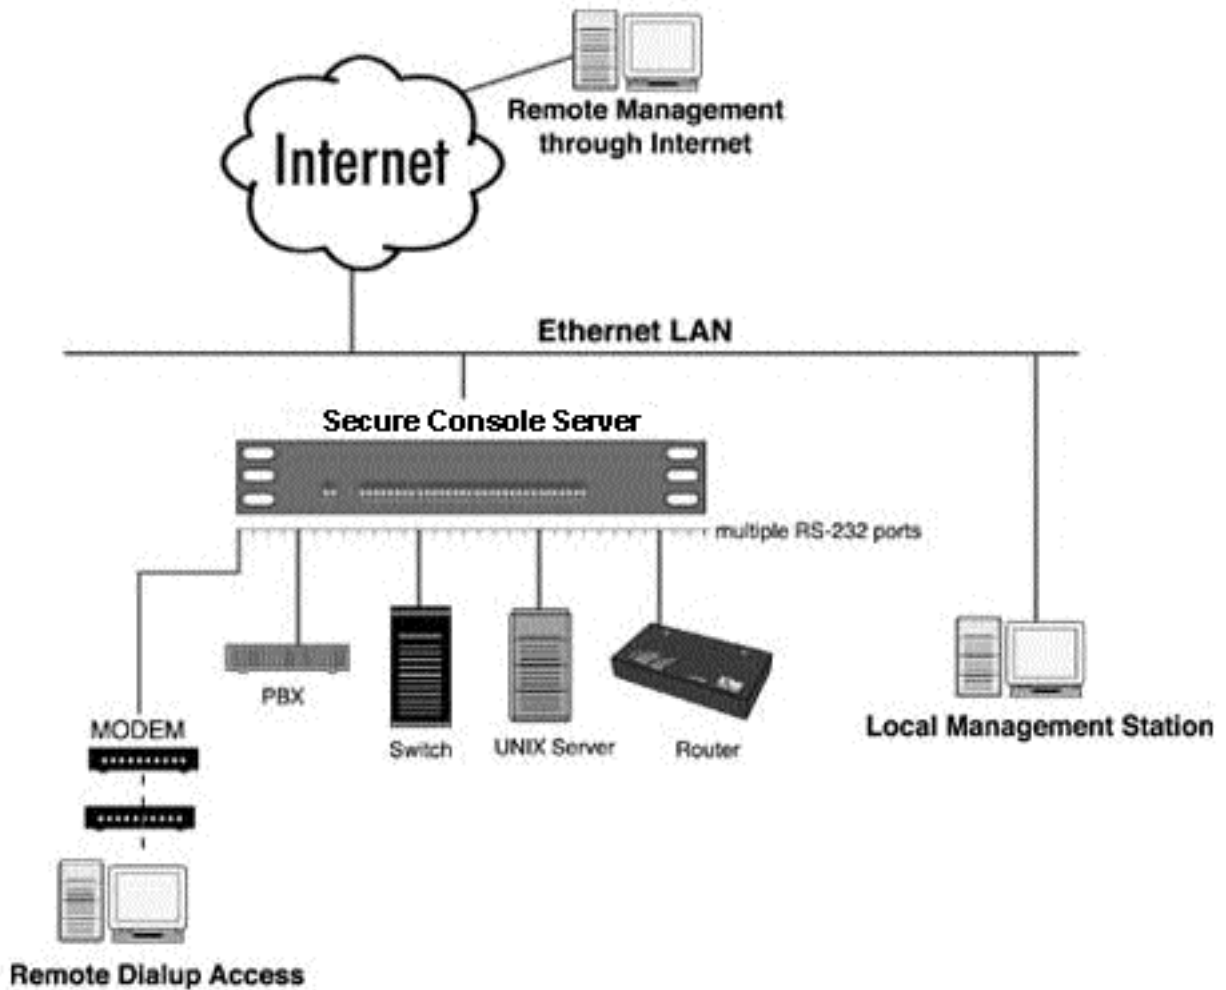 Remote Management
through Internet
Internet
Ethernet LAN
Secure Console Server
multiple RS-232 ports
PBX
MODEM
Switch
UNIX Server
Router
Local Management Station
Remote Dialup Access